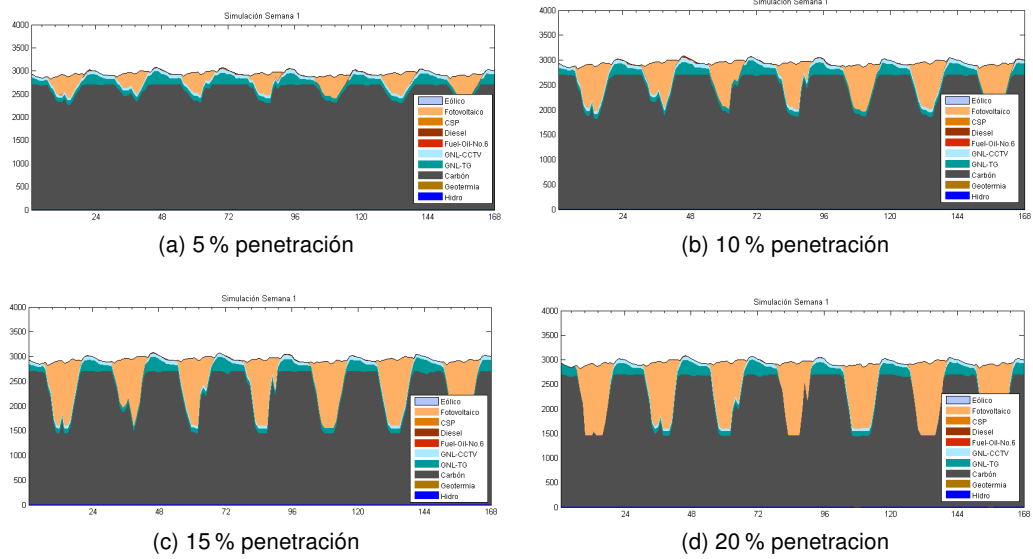 Simulación Semana 1
4000
3500
3000
2500
2000
1500
1000
500
0
Eólico
Fotovoltaico
CSP
Diesel
Fuel-Oil-No.6
GNL-CCTV
GNL-TG
Carbón
Geotermia
Hidro
24 48 72 96 120 144 168
(a) 5 % penetración
Simulación Semana 1
4000
3500
3000
2500
2000
1500
1000
500
0
Eólico
Fotovoltaico
CSP
Diesel
Fuel-Oil-No.6
GNL-CCTV
GNL-TG
Carbón
Geotermia
Hidro
24 48 72 96 120 144 168
(b) 10 % penetración
Simulación Semana 1
4000
3500
3000
2500
2000
1500
1000
500
0
Eólico
Fotovoltaico
CSP
Diesel
Fuel-Oil-No.6
GNL-CCTV
GNL-TG
Carbón
Geotermia
Hidro
24 48 72 96 120 144 168
(c) 15 % penetración
Simulación Semana 1
4000
3500
3000
2500
2000
1500
1000
500
0
Eólico
Fotovoltaico
CSP
Diesel
Fuel-Oil-No.6
GNL-CCTV
GNL-TG
Carbón
Geotermia
Hidro
24 48 72 96 120 144 168
(d) 20 % penetracion